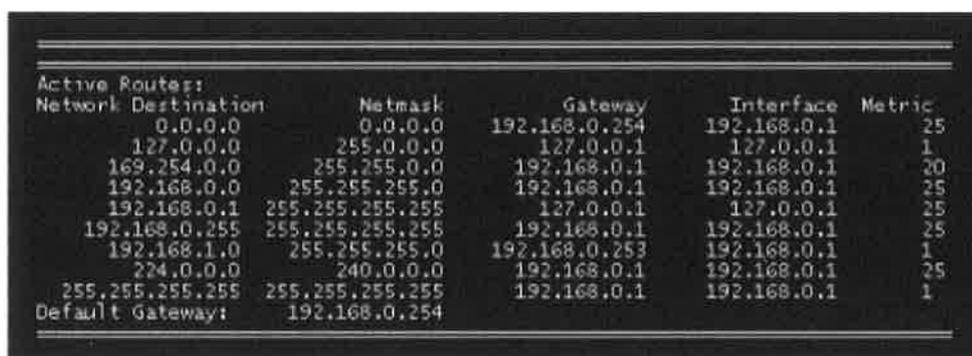 Active Routes:
Network Destination Netmask Gateway Interface Metric
0.0.0.0 0.0.0.0 192.168.0.254 192.168.0.1 25
127.0.0.0 255.0.0.0 127.0.0.1 127.0.0.1 1
169.254.0.0 255.255.0.0 192.168.0.1 192.168.0.1 20
192.168.0.0 255.255.255.0 192.168.0.1 192.168.0.1 25
192.168.0.1 255.255.255.255 127.0.0.1 127.0.0.1 25
192.168.0.255 255.255.255.255 192.168.0.1 192.168.0.1 25
192.168.1.0 255.255.255.0 192.168.0.253 192.168.0.1 1
224.0.0.0 240.0.0.0 192.168.0.1 192.168.0.1 25
255.255.255.255 255.255.255.255 192.168.0.1 192.168.0.1 1
Default Gateway: 192.168.0.254